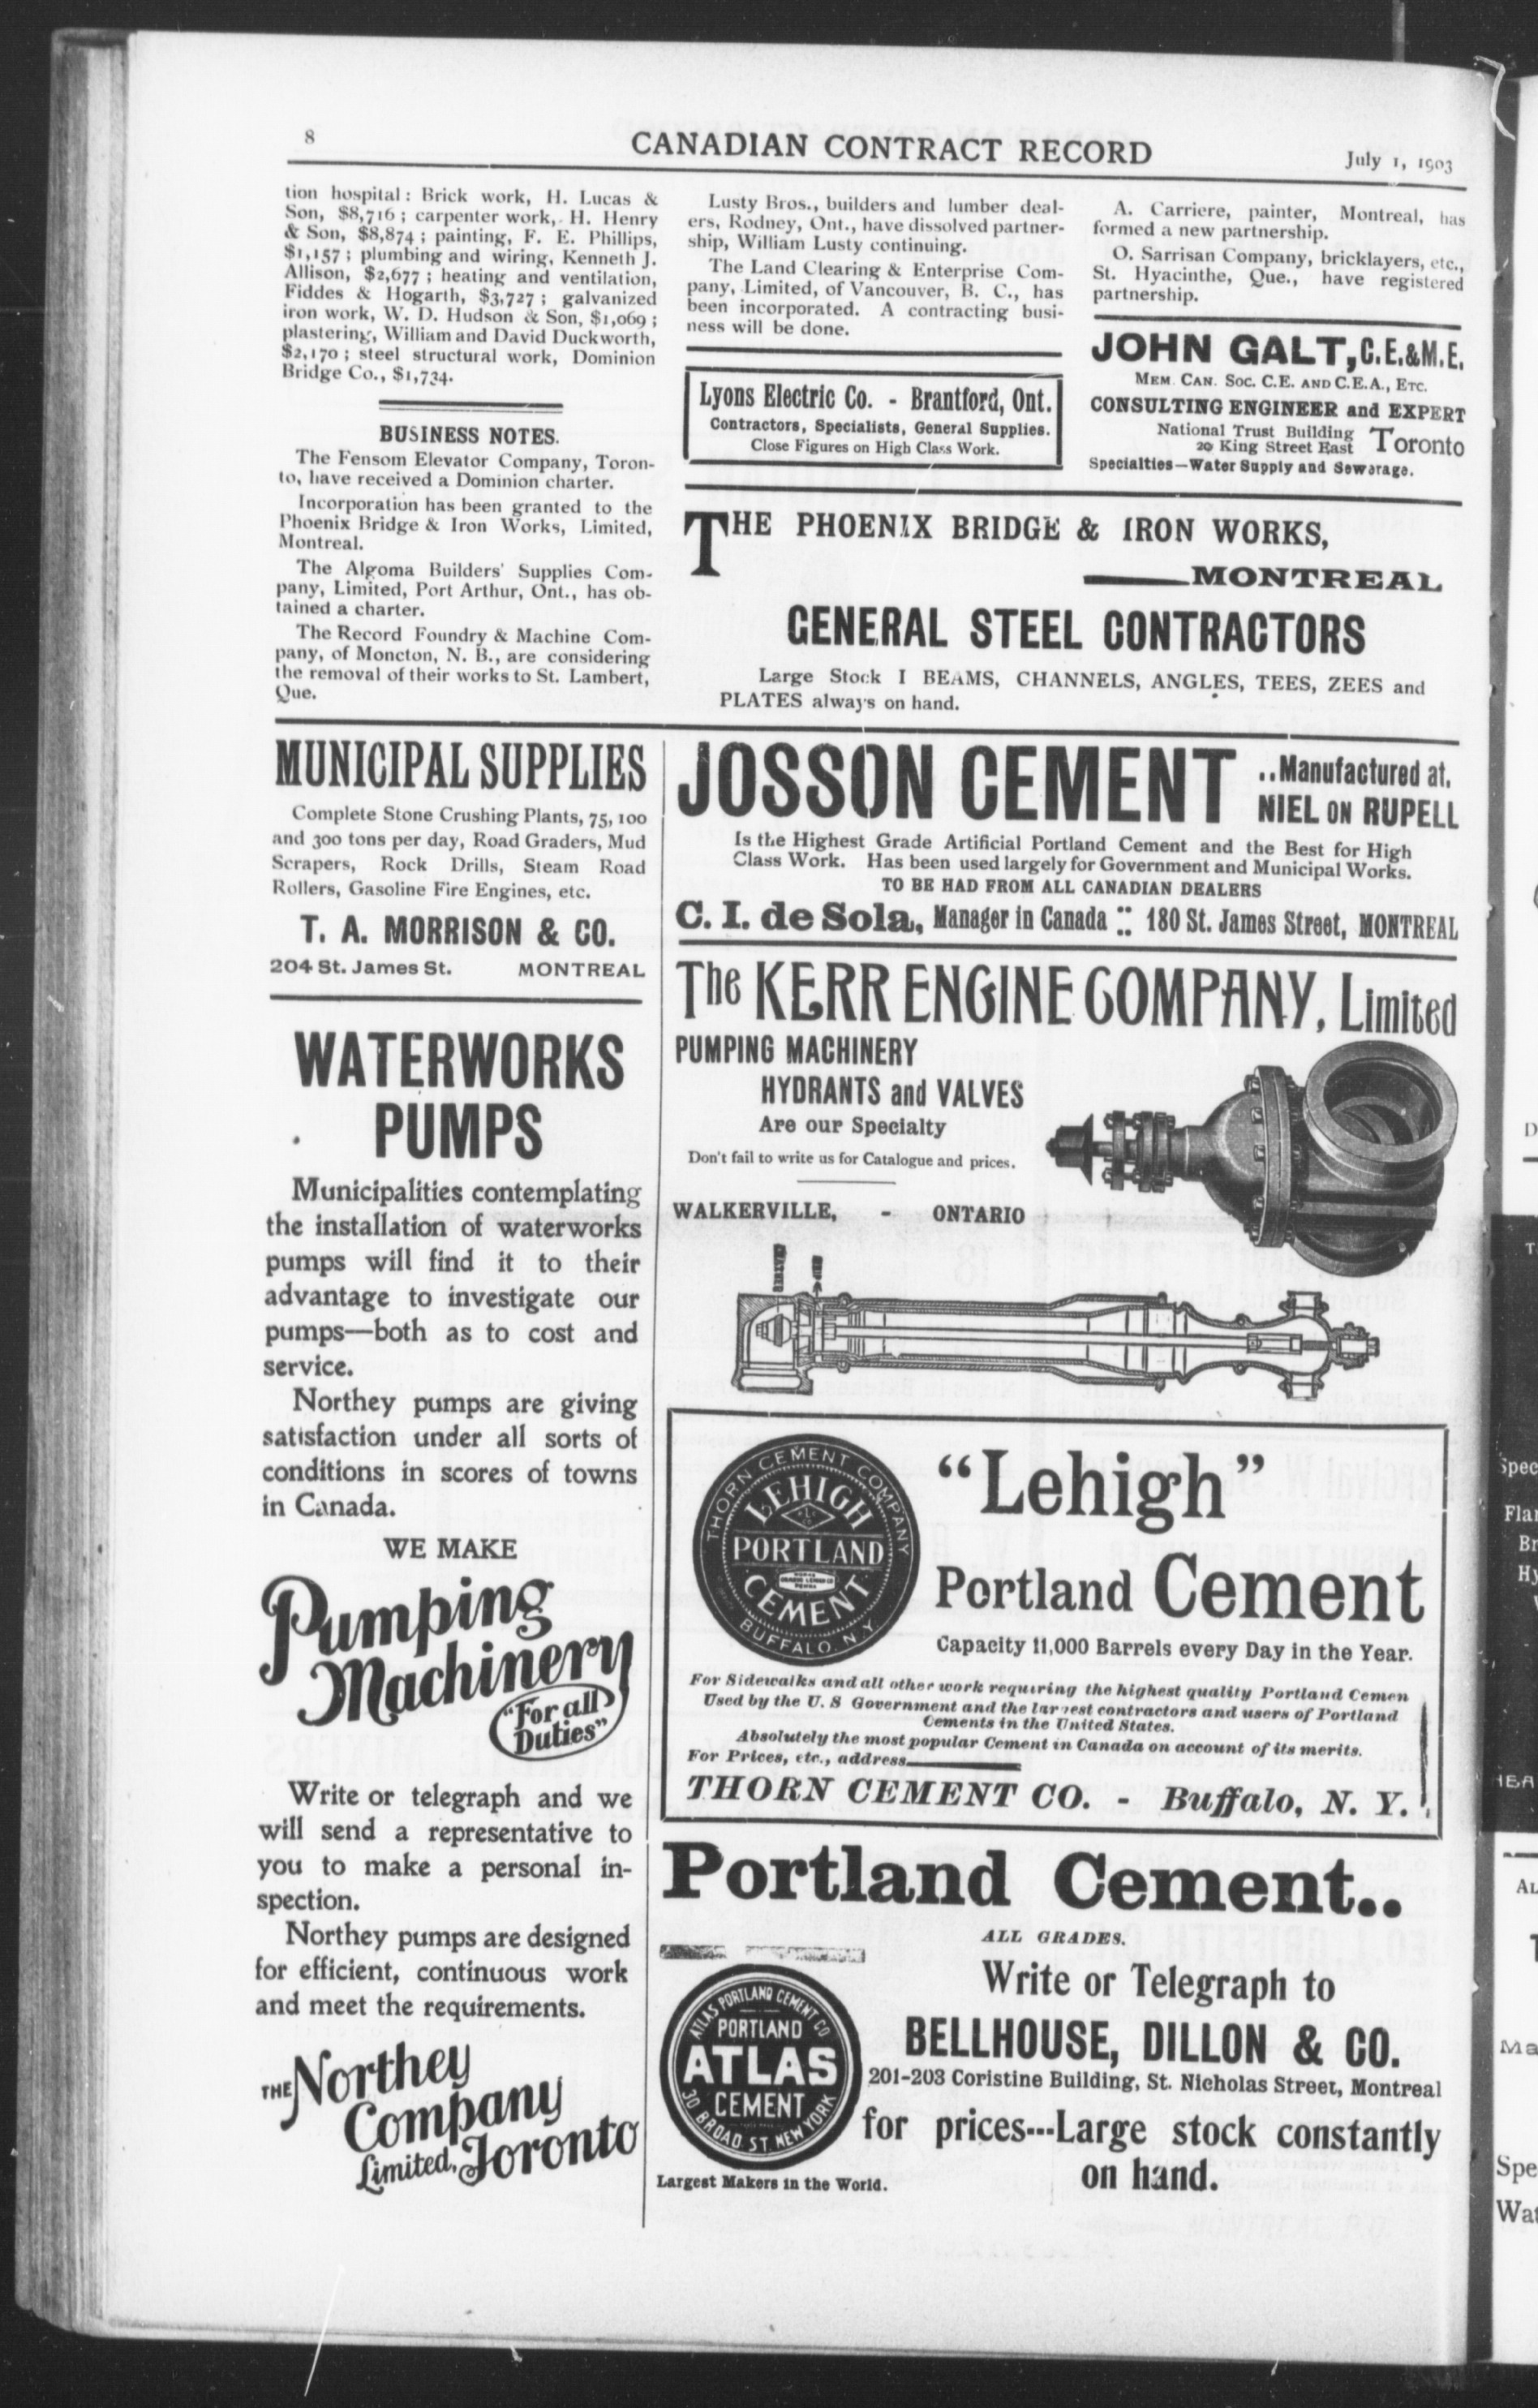 8
CANADIAN CONTRACT RECORD
July 1, 1903
tion hospital: Brick work, H. Lucas &
Son, $8,716; carpenter work, H. Henry
& Son, $8,874; painting, F. E. Phillips,
$1,157; plumbing and wiring, Kenneth J.
Allison, $2,677; heating and ventilation,
Fiddes & Hogarth, $3,727; galvanized
iron work, W. D. Hudson & Son, $1,069;
plastering, William and David Duckworth,
$2,170; steel structural work, Dominion
Bridge Co., $1,734.
BUSINESS NOTES.
The Fensom Elevator Company, Toron-
to, have received a Dominion charter.
Incorporation has been granted to the
Phoenix Bridge & Iron Works, Limited,
Montreal.
The Algoma Builders' Supplies Com-
pany, Limited, Port Arthur, Ont., has ob-
tained a charter.
The Record Foundry & Machine Com-
pany, of Moncton, N. B., are considering
the removal of their works to St. Lambert,
Que.
Lusty Bros., builders and lumber deal-
ers, Rodney, Ont., have dissolved partner-
ship, William Lusty continuing.
The Land Clearing & Enterprise Com-
pany, Limited, of Vancouver, B. C., has
been incorporated. A contracting busi-
ness will be done.
A. Carriere, painter, Montreal, has
formed a new partnership.
O. Sarrisan Company, bricklayers, etc.,
St. Hyacinthe, Que., have registered
partnership.
Lyons Electric Co. - Brantford, Ont.
Contractors, Specialists, General Supplies.
Close Figures on High Class Work.
JOHN GALT, C.E. & M.E.
MEM. CAN. SOC. C.E. AND C.E.A., ETC.
CONSULTING ENGINEER and EXPERT
National Trust Building
20 King Street East Toronto
Specialties—Water Supply and Sewerage.
THE PHOENIX BRIDGE & IRON WORKS,
MONTREAL
GENERAL STEEL CONTRACTORS
Large Stock I BEAMS, CHANNELS, ANGLES, TEES, ZEES and
PLATES always on hand.
MUNICIPAL SUPPLIES
Complete Stone Crushing Plants, 75, 100
and 300 tons per day, Road Graders, Mud
Scrapers, Rock Drills, Steam Road
Rollers, Gasoline Fire Engines, etc.
T. A. MORRISON & CO.
204 St. James St. MONTREAL
WATERWORKS
PUMPS
Municipalities contemplating
the installation of waterworks
pumps will find it to their
advantage to investigate our
pumps—both as to cost and
service.
Northey pumps are giving
satisfaction under all sorts of
conditions in scores of towns
in Canada.
WE MAKE
Pumping
Machinery
"For all
Duties"
Write or telegraph and we
will send a representative to
you to make a personal in-
spection.
Northey pumps are designed
for efficient, continuous work
and meet the requirements.
THE Northey
Company
Limited, Toronto
JOSSON CEMENT
..Manufactured at.
NIEL ON RUPELL
Is the Highest Grade Artificial Portland Cement and the Best for High
Class Work. Has been used largely for Government and Municipal Works.
TO BE HAD FROM ALL CANADIAN DEALERS
C. I. de Sola, Manager in Canada :: 180 St. James Street, MONTREAL
The KERR ENGINE COMPANY, Limited
PUMPING MACHINERY
HYDRANTS and VALVES
Are our Specialty
Don't fail to write us for Catalogue and prices.
WALKERVILLE, - ONTARIO
THORN CEMENT COMPANY
LEHIGH
PORTLAND
CEMENT
BUFFALO. N.Y.
"Lehigh"
Portland Cement
Capacity 11,000 Barrels every Day in the Year.
For Sidewalks and all other work requiring the highest quality Portland Cemen
Used by the U. S Government and the largest contractors and users of Portland
Cements in the United States.
Absolutely the most popular Cement in Canada on account of its merits.
For Prices, etc., address
THORN CEMENT CO. - Buffalo, N. Y.
Portland Cement..
ALL GRADES.
ATLAS PORTLAND CEMENT CO
PORTLAND
ATLAS
CEMENT
30 BROAD ST NEW YORK
Largest Makers in the World.
Write or Telegraph to
BELLHOUSE, DILLON & CO.
201-203 Coristine Building, St. Nicholas Street, Montreal
for prices---Large stock constantly
on hand.